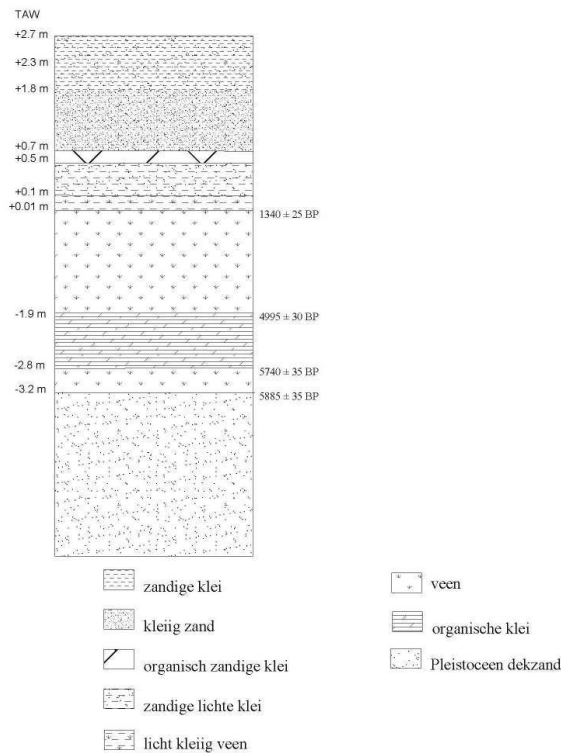 TAW
+2.7 m
+2.3 m
+1.8 m
+0.7 m
+0.5 m
+0.1 m
+0.01 m
1340 ± 25 BP
-1.9 m
4995 ± 30 BP
-2.8 m
5740 ± 35 BP
-3.2 m
5885 ± 35 BP
zandige klei
kleiig zand
organisch zandige klei
zandige lichte klei
licht kleiig veen
veen
organische klei
Pleistoceen dekzand